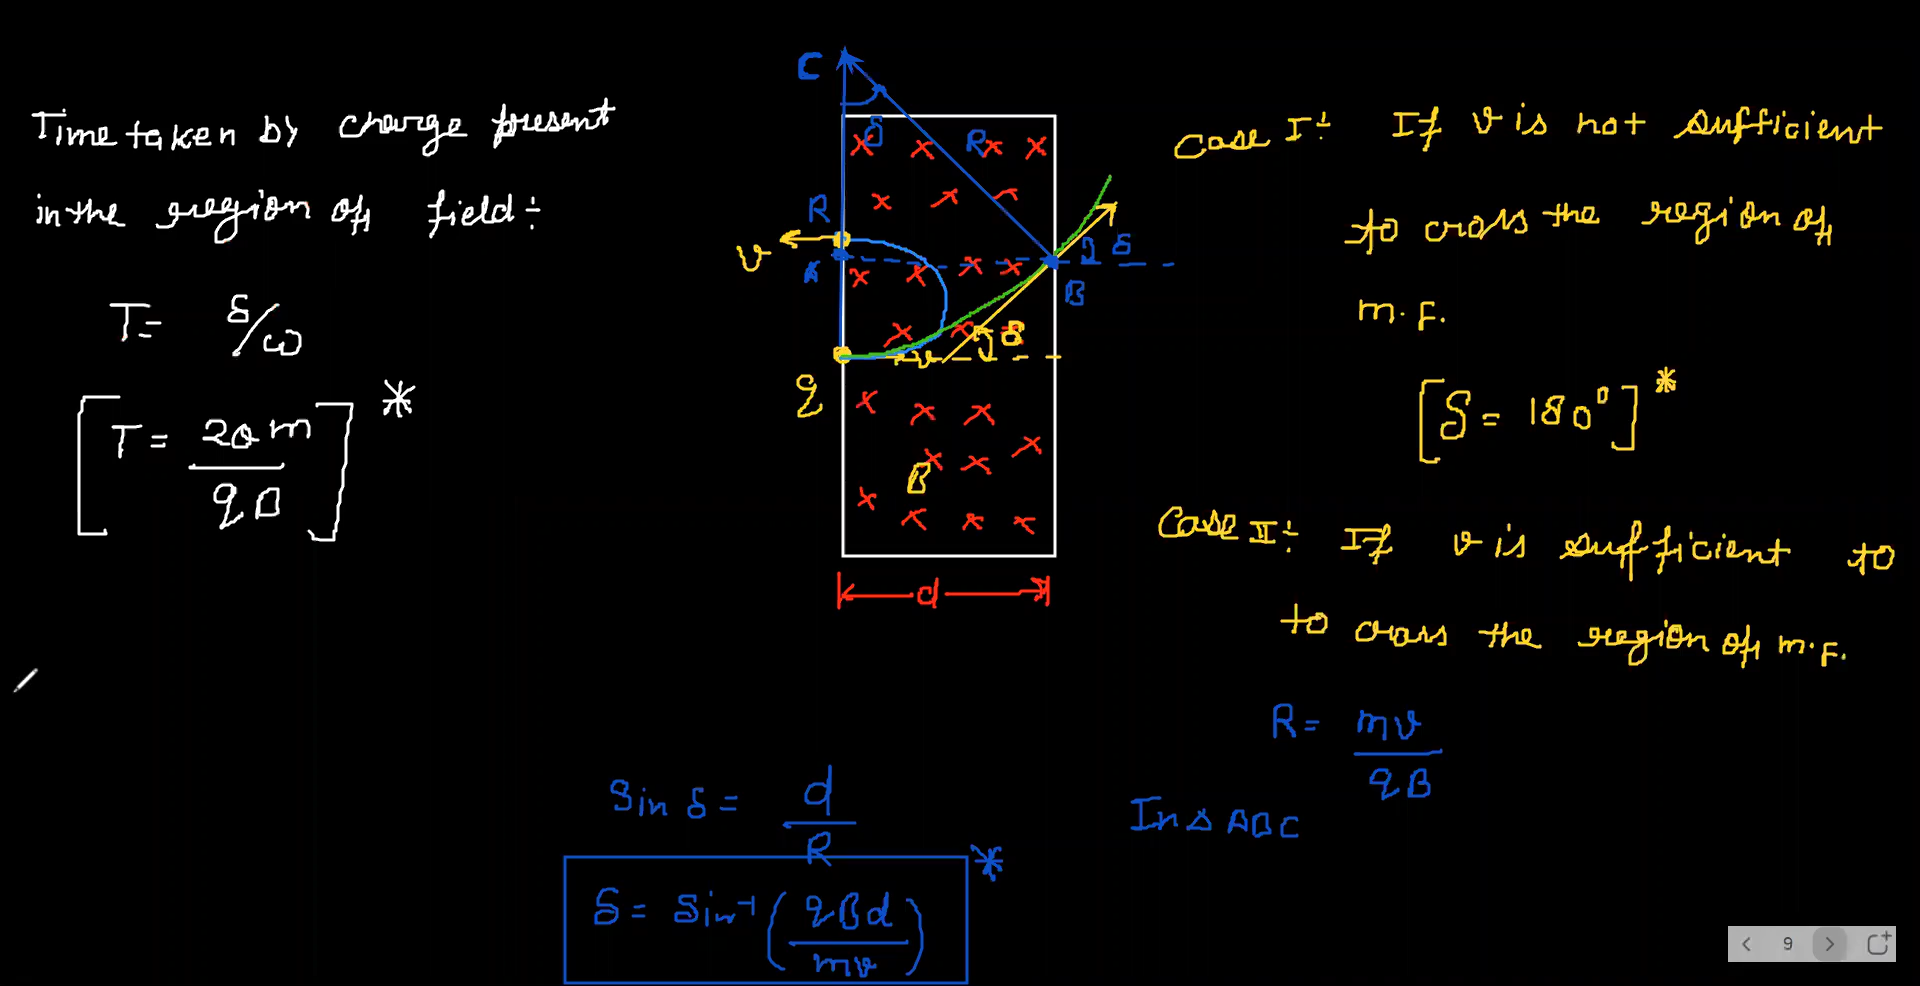 Time taken by charge present
in the region of field:-
T= δ/ω
[T= 2θm/qB]*
C
δ
R
R
v
A
δ
B
v
δ
q
B
d
Case I:- If v is not sufficient
to cross the region of
m.f.
[δ= 180°]*
Case II:- If v is sufficient to
to cross the region of m.f.
R= mv/qB
In △ ABC
Sin δ= d/R
δ= Sin⁻¹(qBd/mv)*
9